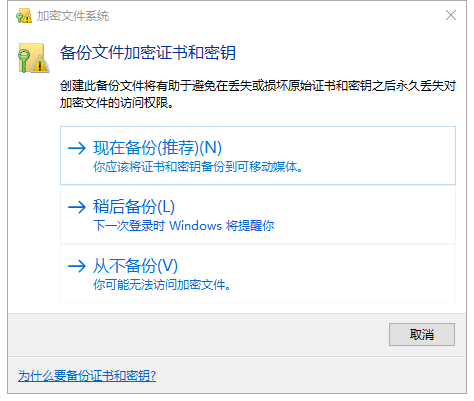 加密文件系统
备份文件加密证书和密钥
创建此备份文件将有助于避免在丢失或损坏原始证书和密钥之后永久丢失对
加密文件的访问权限。
现在备份(推荐)(N)
你应该将证书和密钥备份到可移动媒体。
稍后备份(L)
下一次登录时 Windows 将提醒你
从不备份(V)
你可能无法访问加密文件。
取消
为什么要备份证书和密钥?